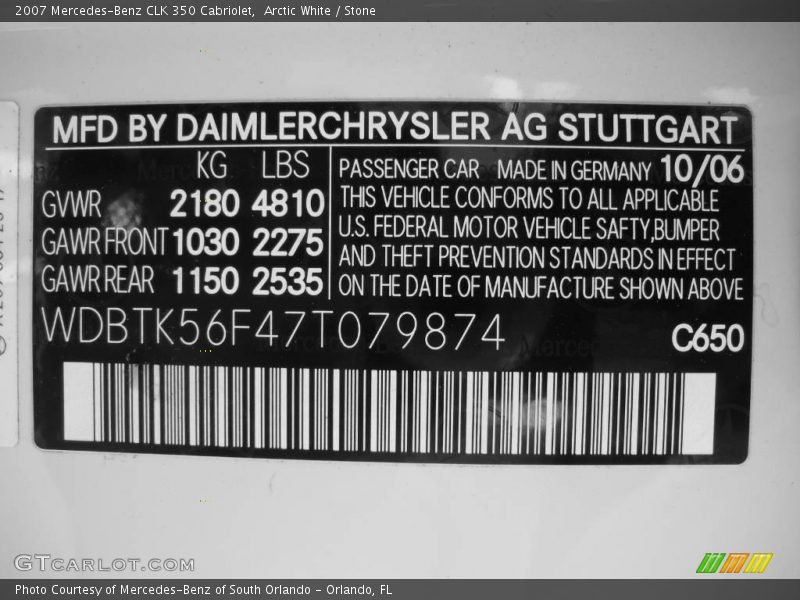 2007 Mercedes-Benz CLK 350 Cabriolet, Arctic White / Stone
MFD BY DAIMLERCHRYSLER AG STUTTGART
KG LBS
GVWR 2180 4810
GAWR FRONT 1030 2275
GAWR REAR 1150 2535
PASSENGER CAR MADE IN GERMANY 10/06
THIS VEHICLE CONFORMS TO ALL APPLICABLE
U.S. FEDERAL MOTOR VEHICLE SAFTY,BUMPER
AND THEFT PREVENTION STANDARDS IN EFFECT
ON THE DATE OF MANUFACTURE SHOWN ABOVE
WDBTK56F47T079874
C650
GTCARLOT.COM
Photo Courtesy of Mercedes-Benz of South Orlando - Orlando, FL